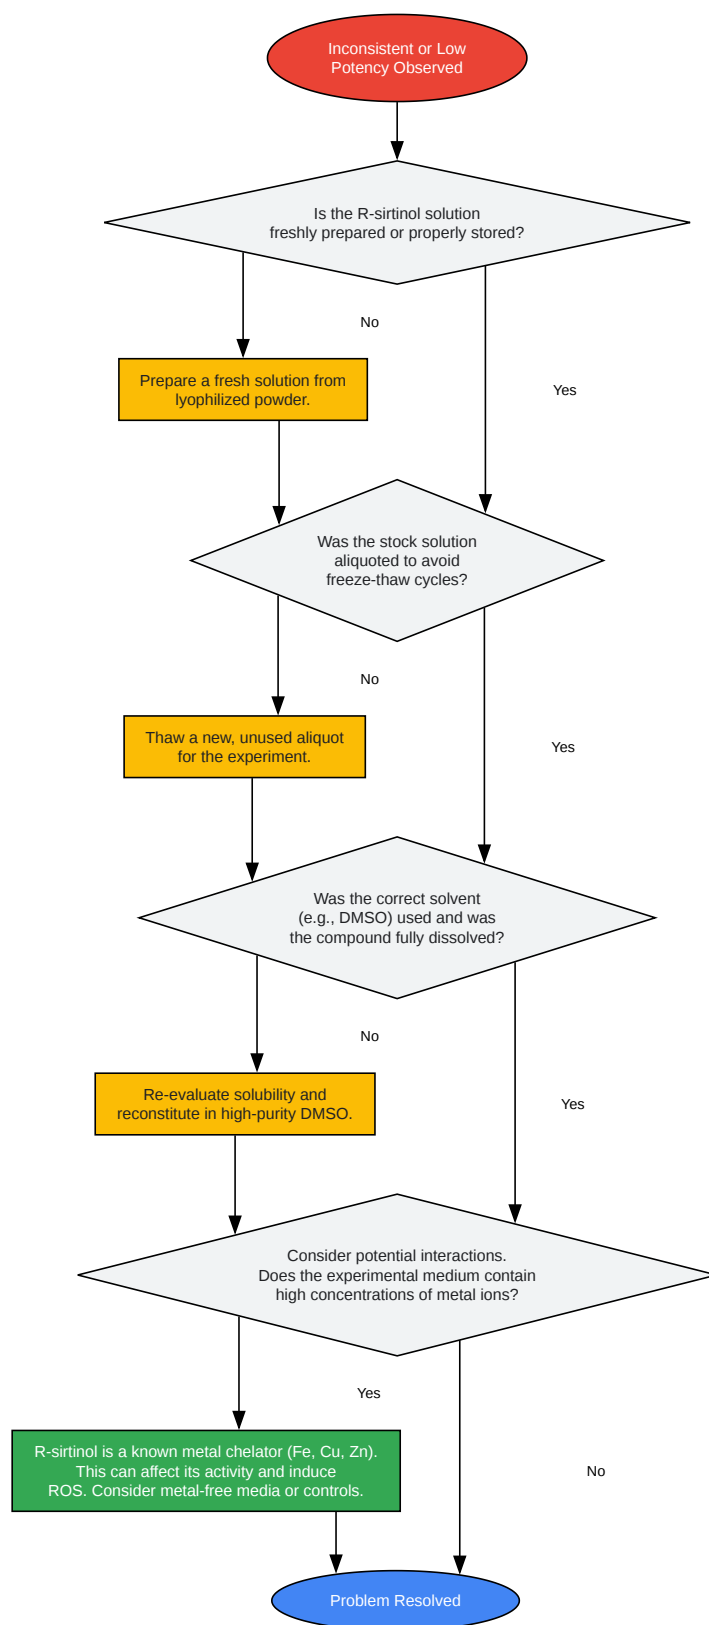 Inconsistent or Low
Potency Observed
Is the R-sirtinol solution
freshly prepared or properly stored?
No
Prepare a fresh solution from
lyophilized powder.
Yes
Was the stock solution
aliquoted to avoid
freeze-thaw cycles?
No
Thaw a new, unused aliquot
for the experiment.
Yes
Was the correct solvent
(e.g., DMSO) used and was
the compound fully dissolved?
No
Re-evaluate solubility and
reconstitute in high-purity DMSO.
Yes
Consider potential interactions.
Does the experimental medium contain
high concentrations of metal ions?
Yes
R-sirtinol is a known metal chelator (Fe, Cu, Zn).
This can affect its activity and induce
ROS. Consider metal-free media or controls.
No
Problem Resolved